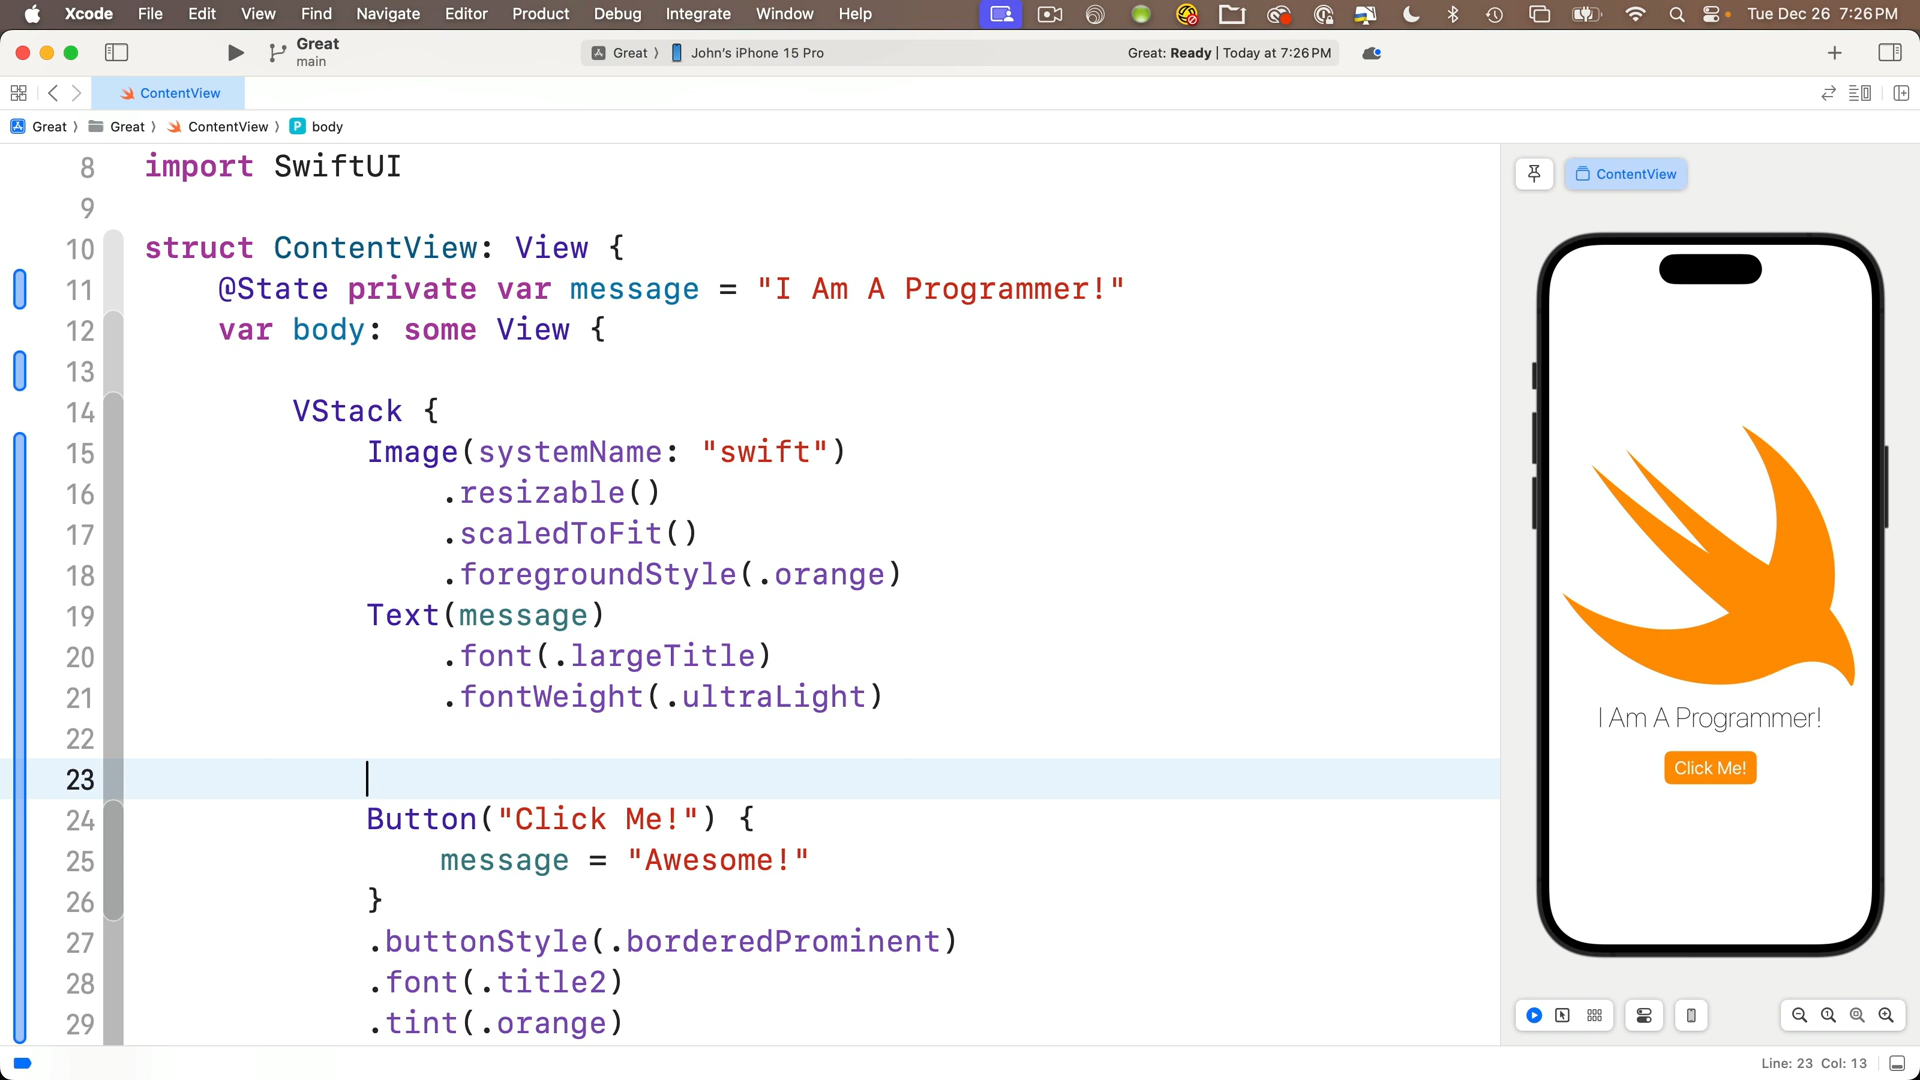 Xcode File Edit View Find Navigate Editor Product Debug Integrate Window Help Tue Dec 26 7:26 PM
Great
main
Great 〉 John's iPhone 15 Pro Great: Ready | Today at 7:26 PM
ContentView
Great 〉 Great 〉 ContentView 〉 P body
8 import SwiftUI
9
10 struct ContentView: View {
11 @State private var message = "I Am A Programmer!"
12 var body: some View {
13
14 VStack {
15 Image(systemName: "swift")
16 .resizable()
17 .scaledToFit()
18 .foregroundStyle(.orange)
19 Text(message)
20 .font(.largeTitle)
21 .fontWeight(.ultraLight)
22
23
24 Button("Click Me!") {
25 message = "Awesome!"
26 }
27 .buttonStyle(.borderedProminent)
28 .font(.title2)
29 .tint(.orange)
ContentView
I Am A Programmer!
Click Me!
Line: 23 Col: 13